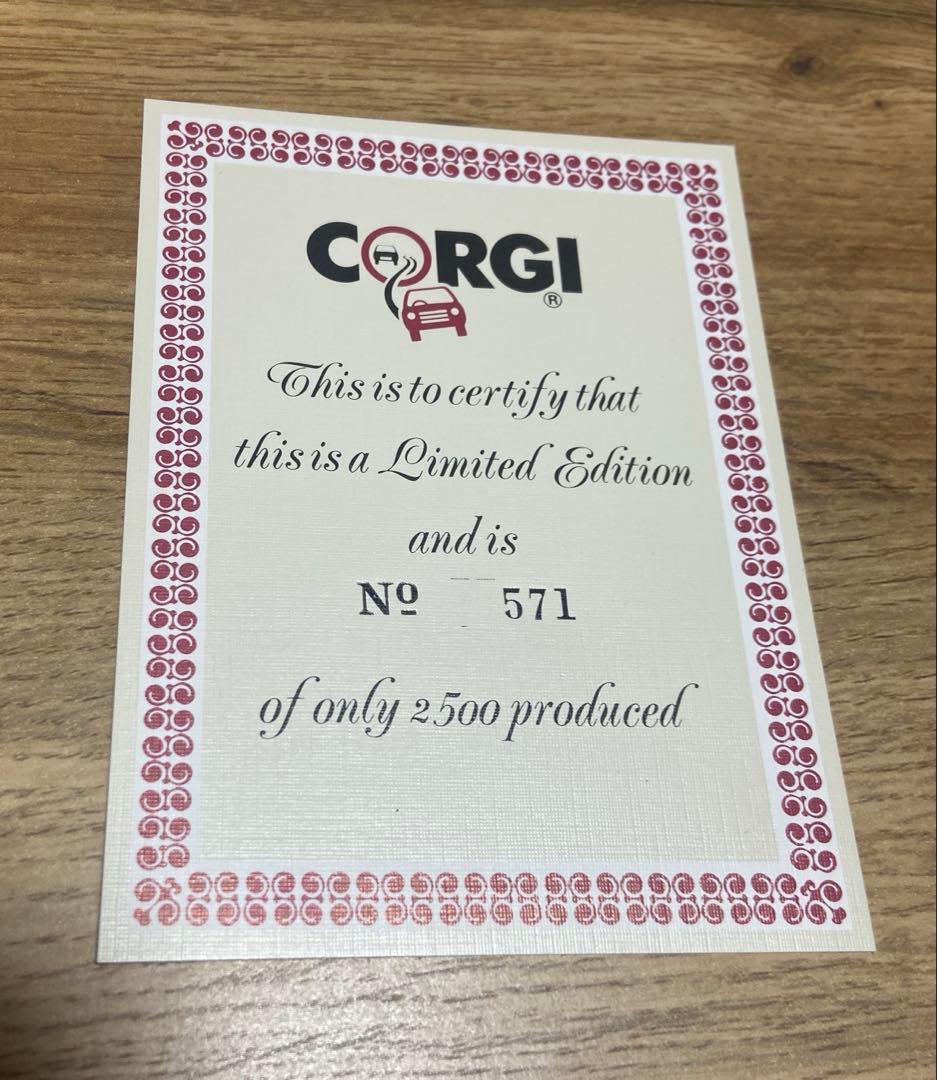 CORGI
®
This is to certify that
this is a Limited Edition
and is
Nº 571
of only 2500 produced